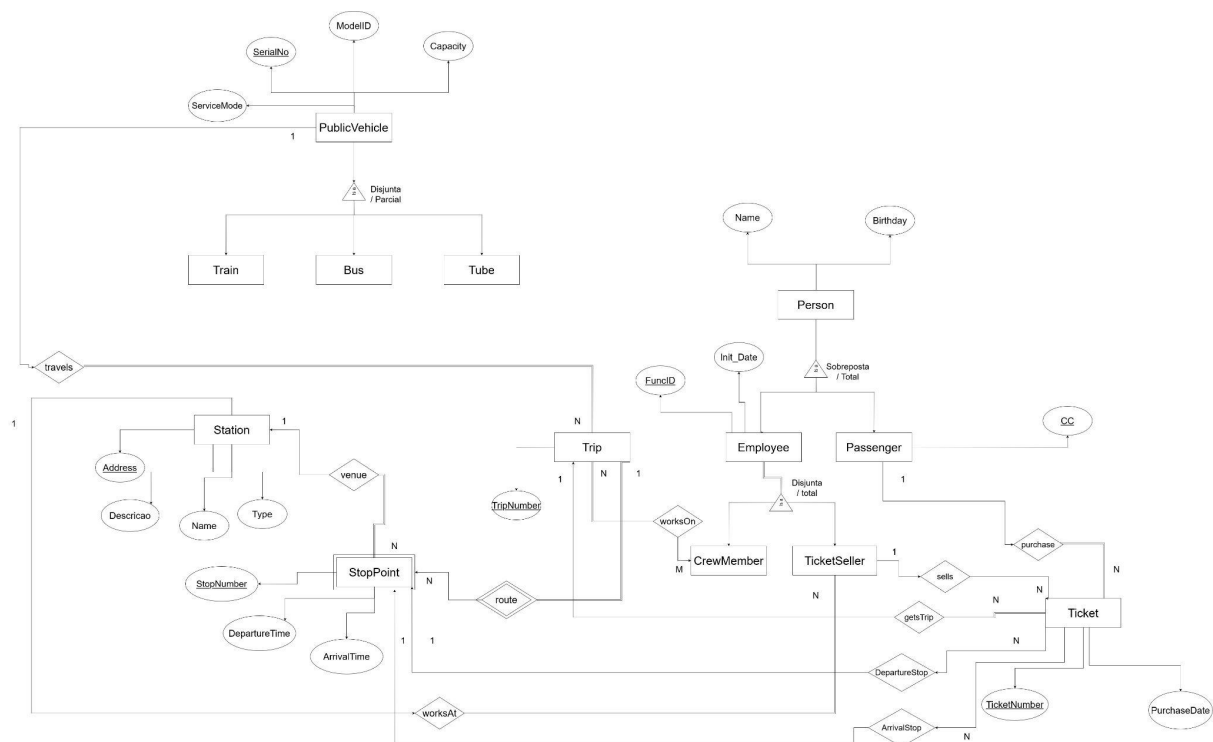 ModelID
SerialNo
Capacity
ServiceMode
PublicVehicle
1
Disjunta
/ Parcial
Train
Bus
Tube
Name
Birthday
Person
Sobreposta
/ Total
Init_Date
FuncID
travels
1
Station
1
N
Trip
Employee
Passenger
CC
Address
venue
1
N
1
1
Disjunta
/ total
Descricao
Name
Type
TripNumber
worksOn
purchase
N
StopPoint
N
M
CrewMember
TicketSeller
1
N
StopNumber
route
N
sells
N
N
Ticket
getsTrip
DepartureTime
ArrivalTime
1
1
N
DepartureStop
TicketNumber
PurchaseDate
worksAt
ArrivalStop
N